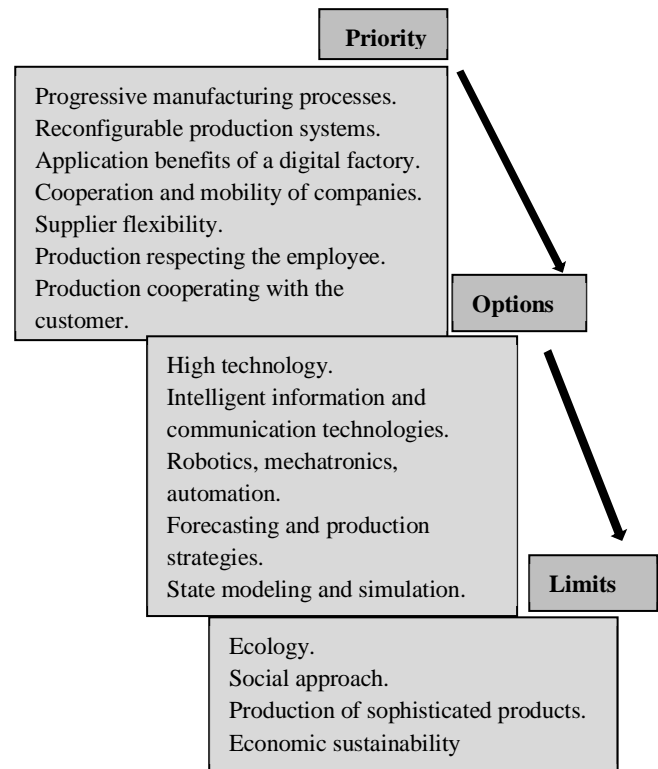 Priority
Progressive manufacturing processes.
Reconfigurable production systems.
Application benefits of a digital factory.
Cooperation and mobility of companies.
Supplier flexibility.
Production respecting the employee.
Production cooperating with the
customer.
Options
High technology.
Intelligent information and
communication technologies.
Robotics, mechatronics,
automation.
Forecasting and production
strategies.
State modeling and simulation.
Limits
Ecology.
Social approach.
Production of sophisticated products.
Economic sustainability